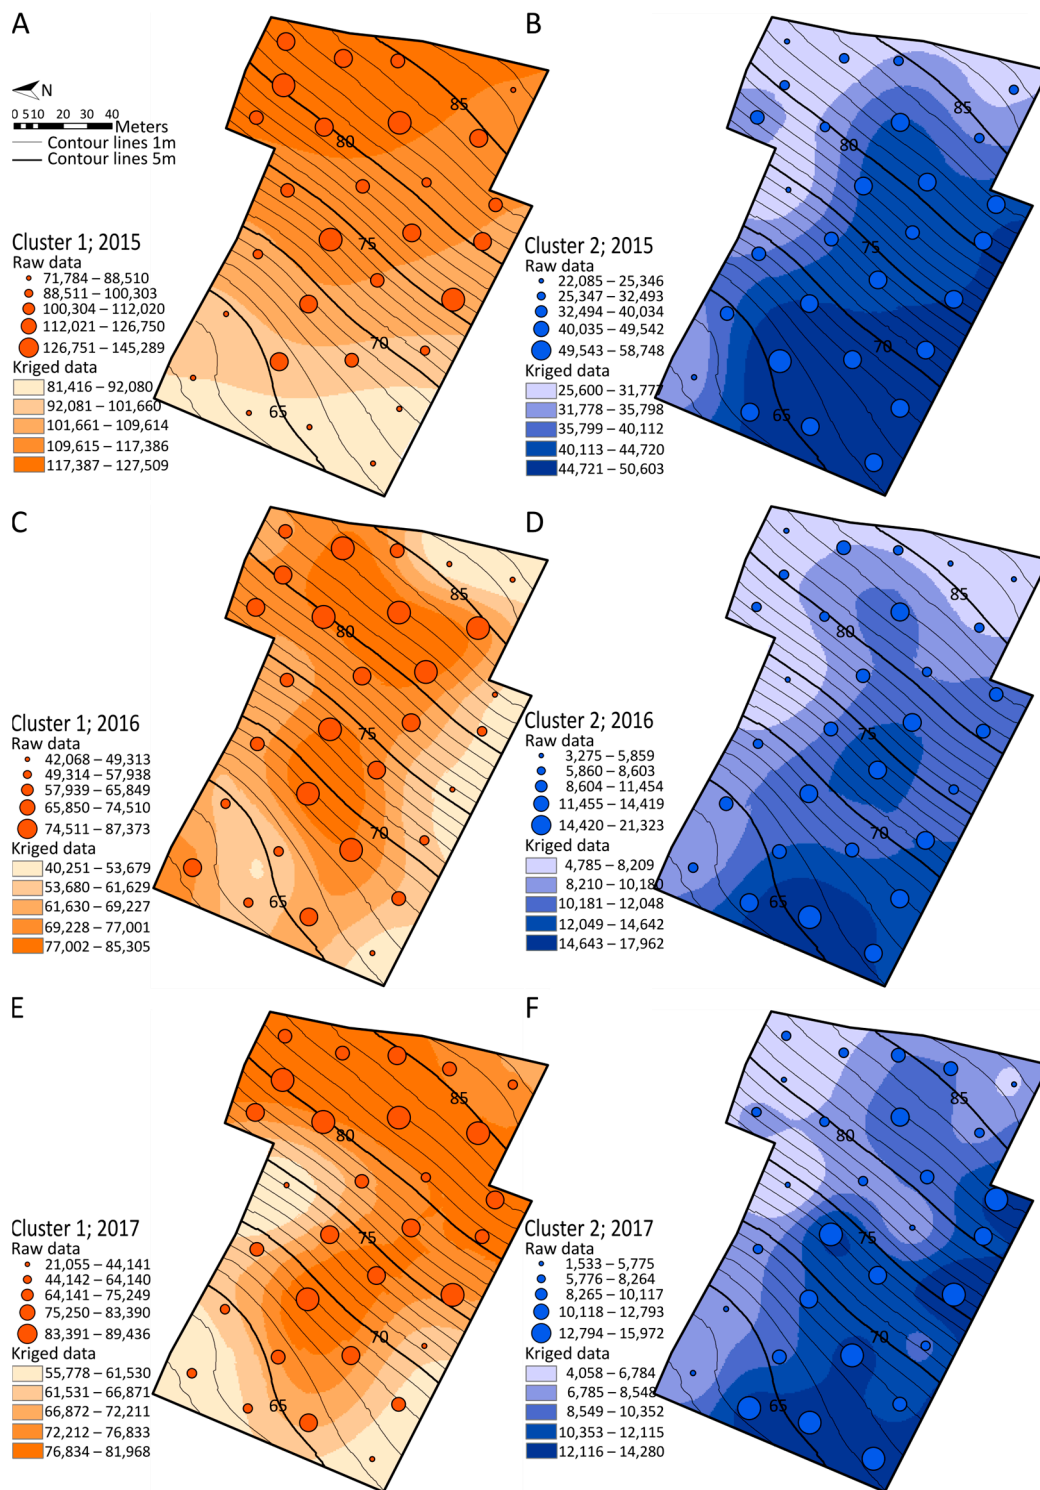 A
N
0 5 10 20 30 40
Meters
Contour lines 1m
Contour lines 5m
85
80
75
70
65
Cluster 1; 2015
Raw data
71,784 – 88,510
88,511 – 100,303
100,304 – 112,020
112,021 – 126,750
126,751 – 145,289
Kriged data
81,416 – 92,080
92,081 – 101,660
101,661 – 109,614
109,615 – 117,386
117,387 – 127,509
B
85
80
75
70
65
Cluster 2; 2015
Raw data
22,085 – 25,346
25,347 – 32,493
32,494 – 40,034
40,035 – 49,542
49,543 – 58,748
Kriged data
25,600 – 31,777
31,778 – 35,798
35,799 – 40,112
40,113 – 44,720
44,721 – 50,603
C
85
80
75
70
65
Cluster 1; 2016
Raw data
42,068 – 49,313
49,314 – 57,938
57,939 – 65,849
65,850 – 74,510
74,511 – 87,373
Kriged data
40,251 – 53,679
53,680 – 61,629
61,630 – 69,227
69,228 – 77,001
77,002 – 85,305
D
85
80
75
70
65
Cluster 2; 2016
Raw data
3,275 – 5,859
5,860 – 8,603
8,604 – 11,454
11,455 – 14,419
14,420 – 21,323
Kriged data
4,785 – 8,209
8,210 – 10,180
10,181 – 12,048
12,049 – 14,642
14,643 – 17,962
E
85
80
75
70
65
Cluster 1; 2017
Raw data
21,055 – 44,141
44,142 – 64,140
64,141 – 75,249
75,250 – 83,390
83,391 – 89,436
Kriged data
55,778 – 61,530
61,531 – 66,871
66,872 – 72,211
72,212 – 76,833
76,834 – 81,968
F
85
80
75
70
65
Cluster 2; 2017
Raw data
1,533 – 5,775
5,776 – 8,264
8,265 – 10,117
10,118 – 12,793
12,794 – 15,972
Kriged data
4,058 – 6,784
6,785 – 8,548
8,549 – 10,352
10,353 – 12,115
12,116 – 14,280